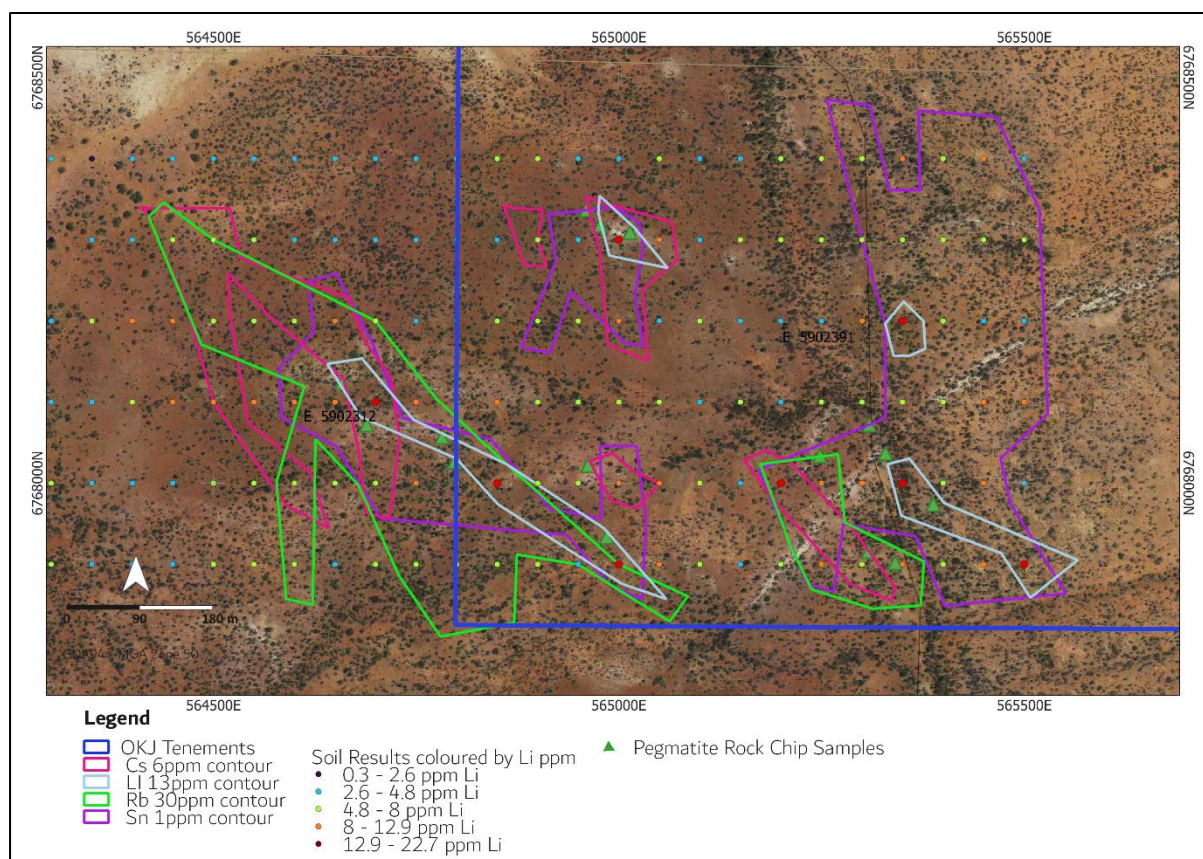 564500E 565000E 565500E
6768500N 6768500N
E 5902391
E 5902312
6768000N 6768000N
0 90 180 m
564500E 565000E 565500E
Legend
OKJ Tenements
Cs 6ppm contour
LI 13ppm contour
Rb 30ppm contour
Sn 1ppm contour
Soil Results coloured by Li ppm
0.3 - 2.6 ppm Li
2.6 - 4.8 ppm Li
4.8 - 8 ppm Li
8 - 12.9 ppm Li
12.9 - 22.7 ppm Li
Pegmatite Rock Chip Samples